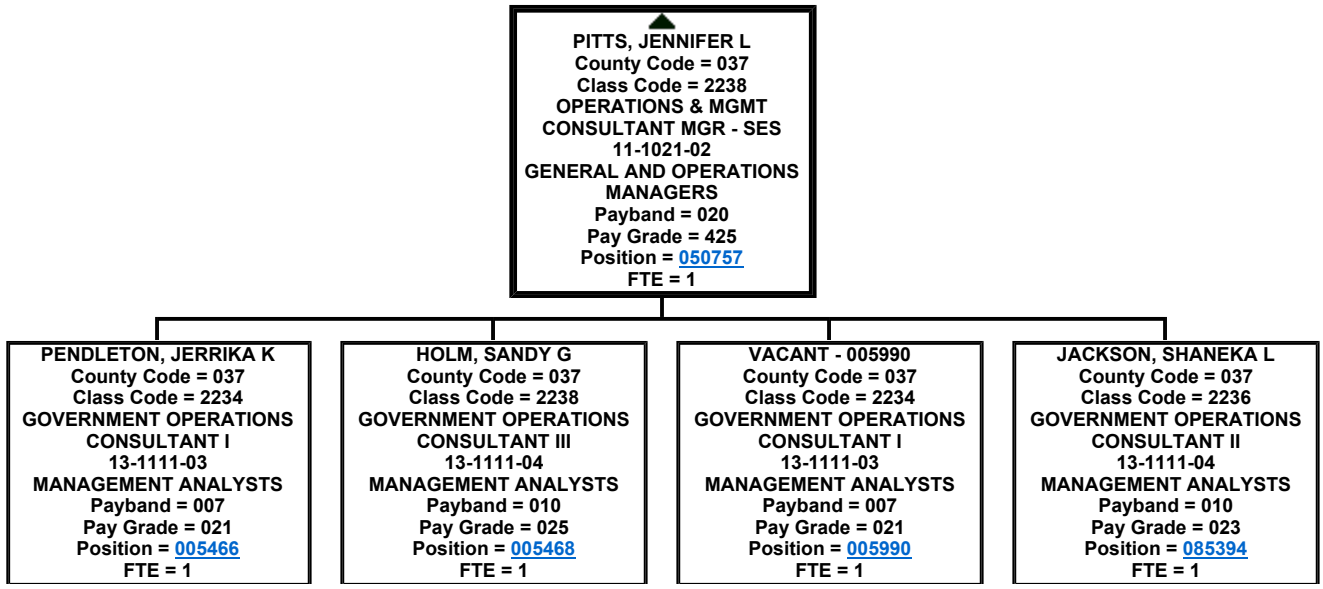 PITTS, JENNIFER L
County Code = 037
Class Code = 2238
OPERATIONS & MGMT
CONSULTANT MGR - SES
11-1021-02
GENERAL AND OPERATIONS
MANAGERS
Payband = 020
Pay Grade = 425
Position = 050757
FTE = 1
PENDLETON, JERRIKA K
County Code = 037
Class Code = 2234
GOVERNMENT OPERATIONS
CONSULTANT I
13-1111-03
MANAGEMENT ANALYSTS
Payband = 007
Pay Grade = 021
Position = 005466
FTE = 1
HOLM, SANDY G
County Code = 037
Class Code = 2238
GOVERNMENT OPERATIONS
CONSULTANT III
13-1111-04
MANAGEMENT ANALYSTS
Payband = 010
Pay Grade = 025
Position = 005468
FTE = 1
VACANT - 005990
County Code = 037
Class Code = 2234
GOVERNMENT OPERATIONS
CONSULTANT I
13-1111-03
MANAGEMENT ANALYSTS
Payband = 007
Pay Grade = 021
Position = 005990
FTE = 1
JACKSON, SHANEKA L
County Code = 037
Class Code = 2236
GOVERNMENT OPERATIONS
CONSULTANT II
13-1111-04
MANAGEMENT ANALYSTS
Payband = 010
Pay Grade = 023
Position = 085394
FTE = 1